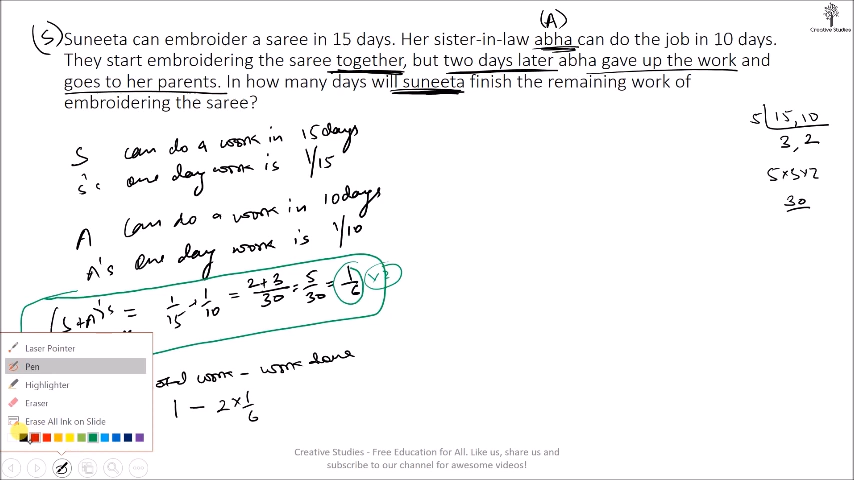 (A)
Creative Studies
(S) Suneeta can embroider a saree in 15 days. Her sister-in-law abha can do the job in 10 days.
They start embroidering the saree together, but two days later abha gave up the work and
goes to her parents. In how many days will suneeta finish the remaining work of
embroidering the saree?
5 | 15, 10
3, 2
5×3×2
30
S can do a work in 15 days
S's one day work is 1/15
A can do a work in 10 days
A's one day work is 1/10
(S+A)'s = 1/15 + 1/10 = 2+3/30 = 5/30 = 1/6 ×2
Laser Pointer
Pen
Highlighter
Eraser
Erase All Ink on Slide
work - work done
1 - 2 × 1/6
Creative Studies - Free Education for All. Like us, share us and
subscribe to our channel for awesome videos!